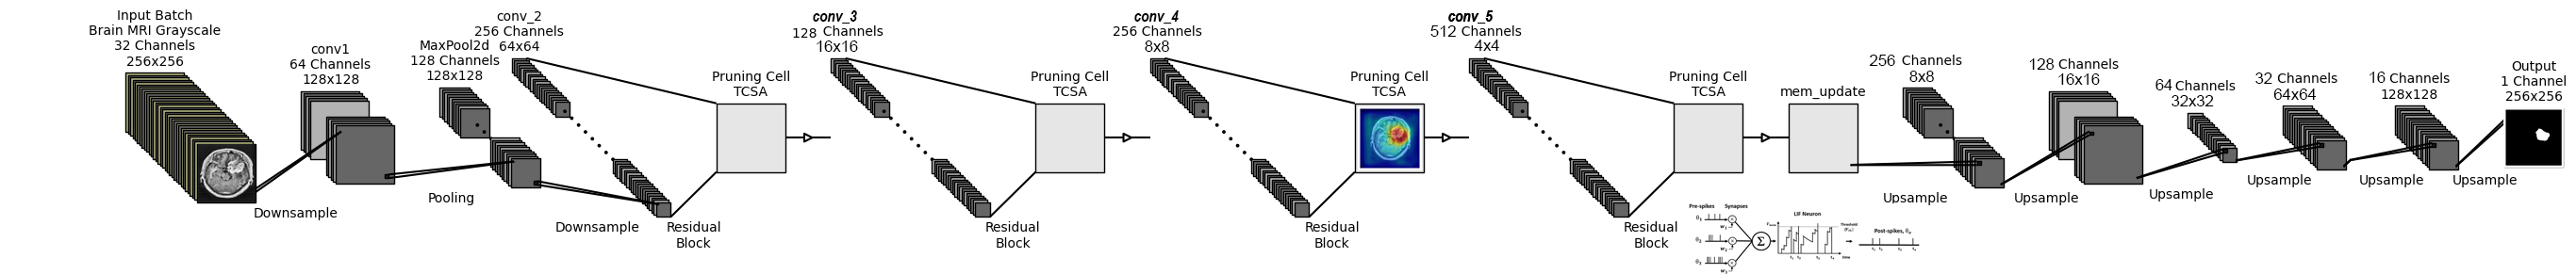 Input Batch
Brain MRI Grayscale
32 Channels
256x256
Downsample
conv1
64 Channels
128x128
MaxPool2d
128 Channels
128x128
Pooling
conv_2
256 Channels
64x64
Downsample
Residual
Block
Pruning Cell
TCSA
conv_3
128 Channels
16x16
Residual
Block
Pruning Cell
TCSA
conv_4
256 Channels
8x8
Residual
Block
Pruning Cell
TCSA
conv_5
512 Channels
4x4
Residual
Block
Pruning Cell
TCSA
mem_update
Pre-spikes
Synapses
LIF Neuron
Σ
time
Threshold
Post-spikes,
256 Channels
8x8
Upsample
128 Channels
16x16
Upsample
64 Channels
32x32
Upsample
32 Channels
64x64
Upsample
16 Channels
128x128
Upsample
Upsample
Output
1 Channel
256x256